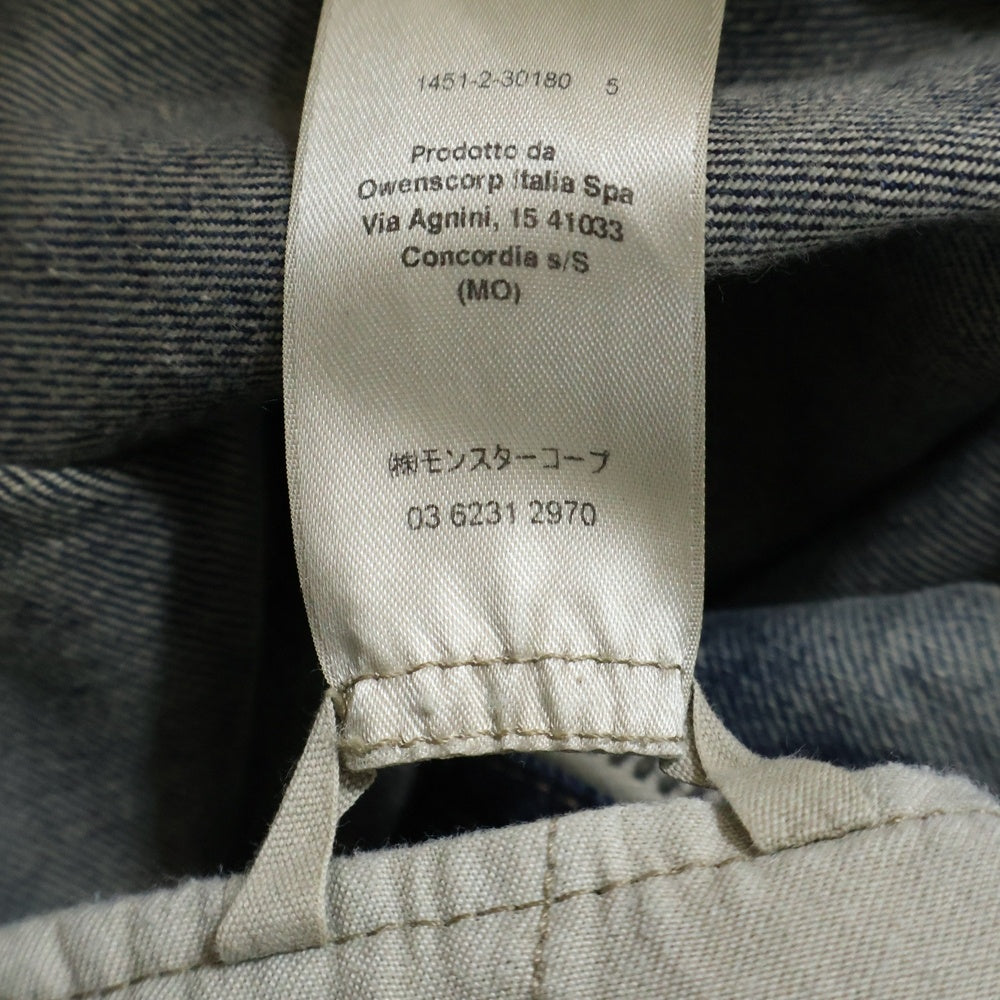 1451-2-30180 5
Prodotto da
Owenscorp Italia Spa
Via Agnini, 15 41033
Concordia s/S
(MO)
㈱モンスターコープ
03 6231 2970